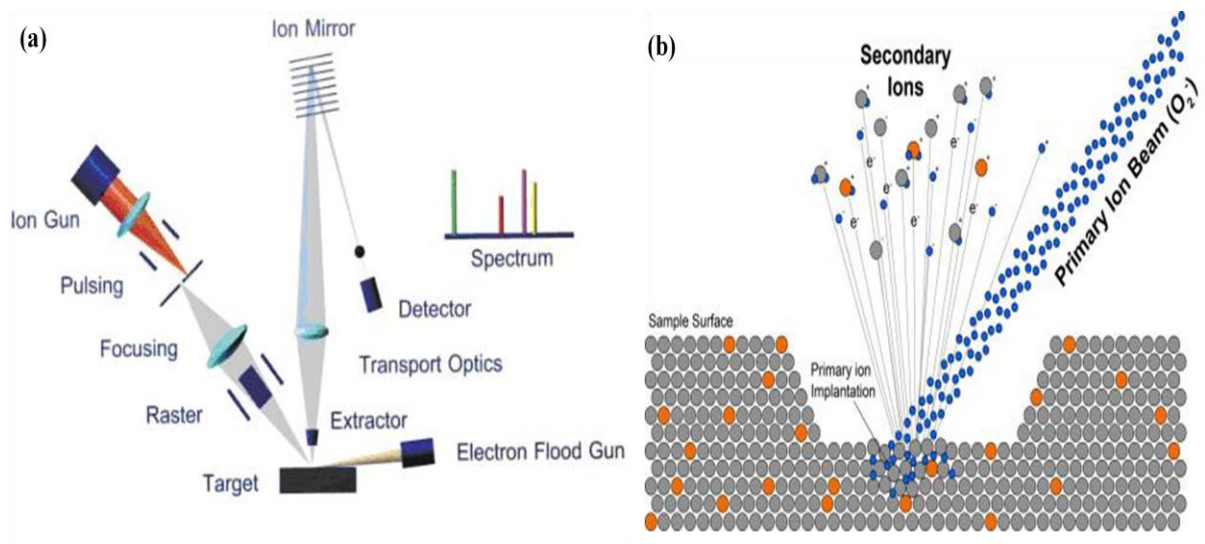 (a)
Ion Mirror
Ion Gun
Pulsing
Focusing
Raster
Target
Spectrum
Detector
Transport Optics
Extractor
Electron Flood Gun
(b)
Secondary
Ions
Primary Ion Beam (O₂⁻)
e⁻
e⁻
e⁻
e⁻
e⁻
e⁻
e⁻
Sample Surface
Primary ion
Implantation